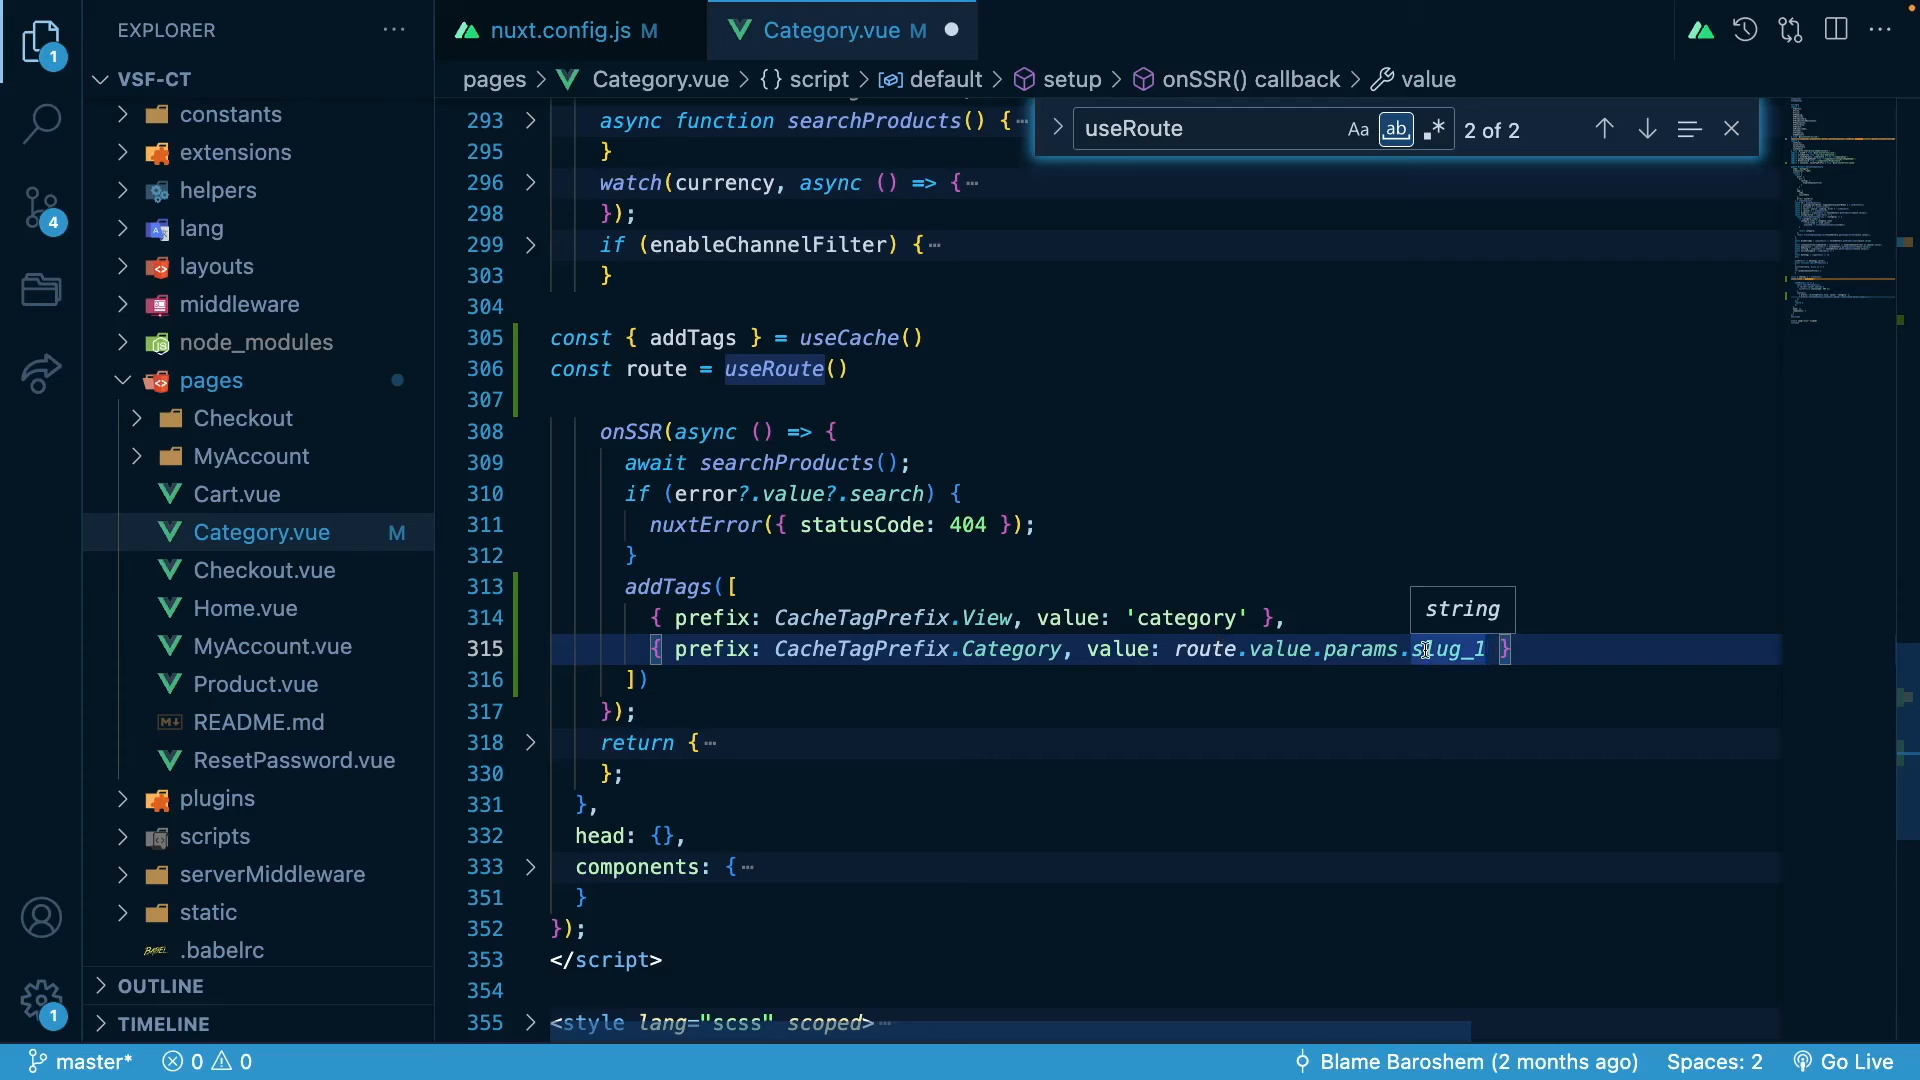 EXPLORER
nuxt.config.js M
Category.vue M
VSF-CT
pages > Category.vue > {} script > default > setup > onSSR() callback > value
useRoute
Aa
ab
2 of 2
constants
extensions
helpers
lang
layouts
middleware
node_modules
pages
Checkout
MyAccount
Cart.vue
Category.vue M
Checkout.vue
Home.vue
MyAccount.vue
Product.vue
README.md
ResetPassword.vue
plugins
scripts
serverMiddleware
static
.babelrc
OUTLINE
TIMELINE
293 async function searchProducts() {
295 }
296 watch(currency, async () => {
298 });
299 if (enableChannelFilter) {
303 }
304
305 const { addTags } = useCache()
306 const route = useRoute()
307
308 onSSR(async () => {
309 await searchProducts();
310 if (error?.value?.search) {
311 nuxtError({ statusCode: 404 });
312 }
313 addTags([
314 { prefix: CacheTagPrefix.View, value: 'category' },
string
315 { prefix: CacheTagPrefix.Category, value: route.value.params.slug_1 }
316 ])
317 });
318 return {
330 };
331 },
332 head: {},
333 components: {
351 }
352 });
353 </script>
354
355 <style lang="scss" scoped>
1
4
1
master* 0 0
Blame Baroshem (2 months ago) Spaces: 2 Go Live